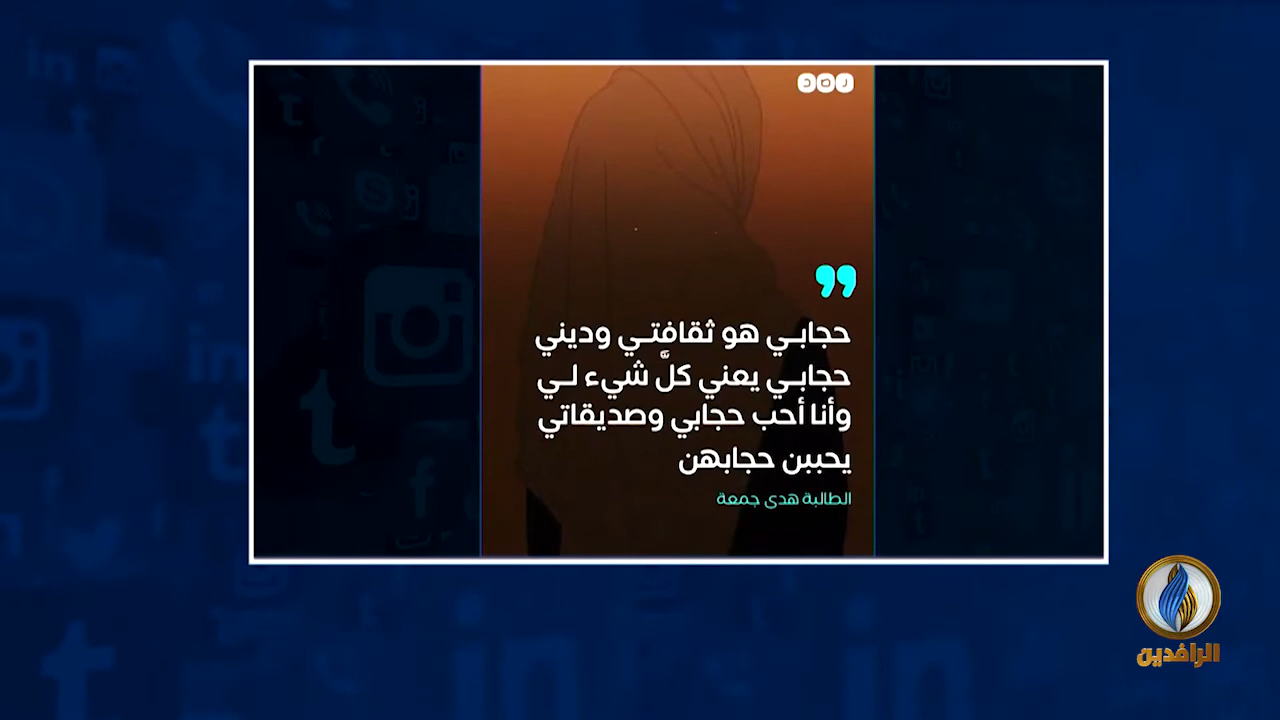 رصد
حجابي هو ثقافتي وديني
حجابي يعني كلَّ شيء لي
وأنا أحب حجابي وصديقاتي
يحببن حجابهن
الطالبة هدى جمعة
الرافدين